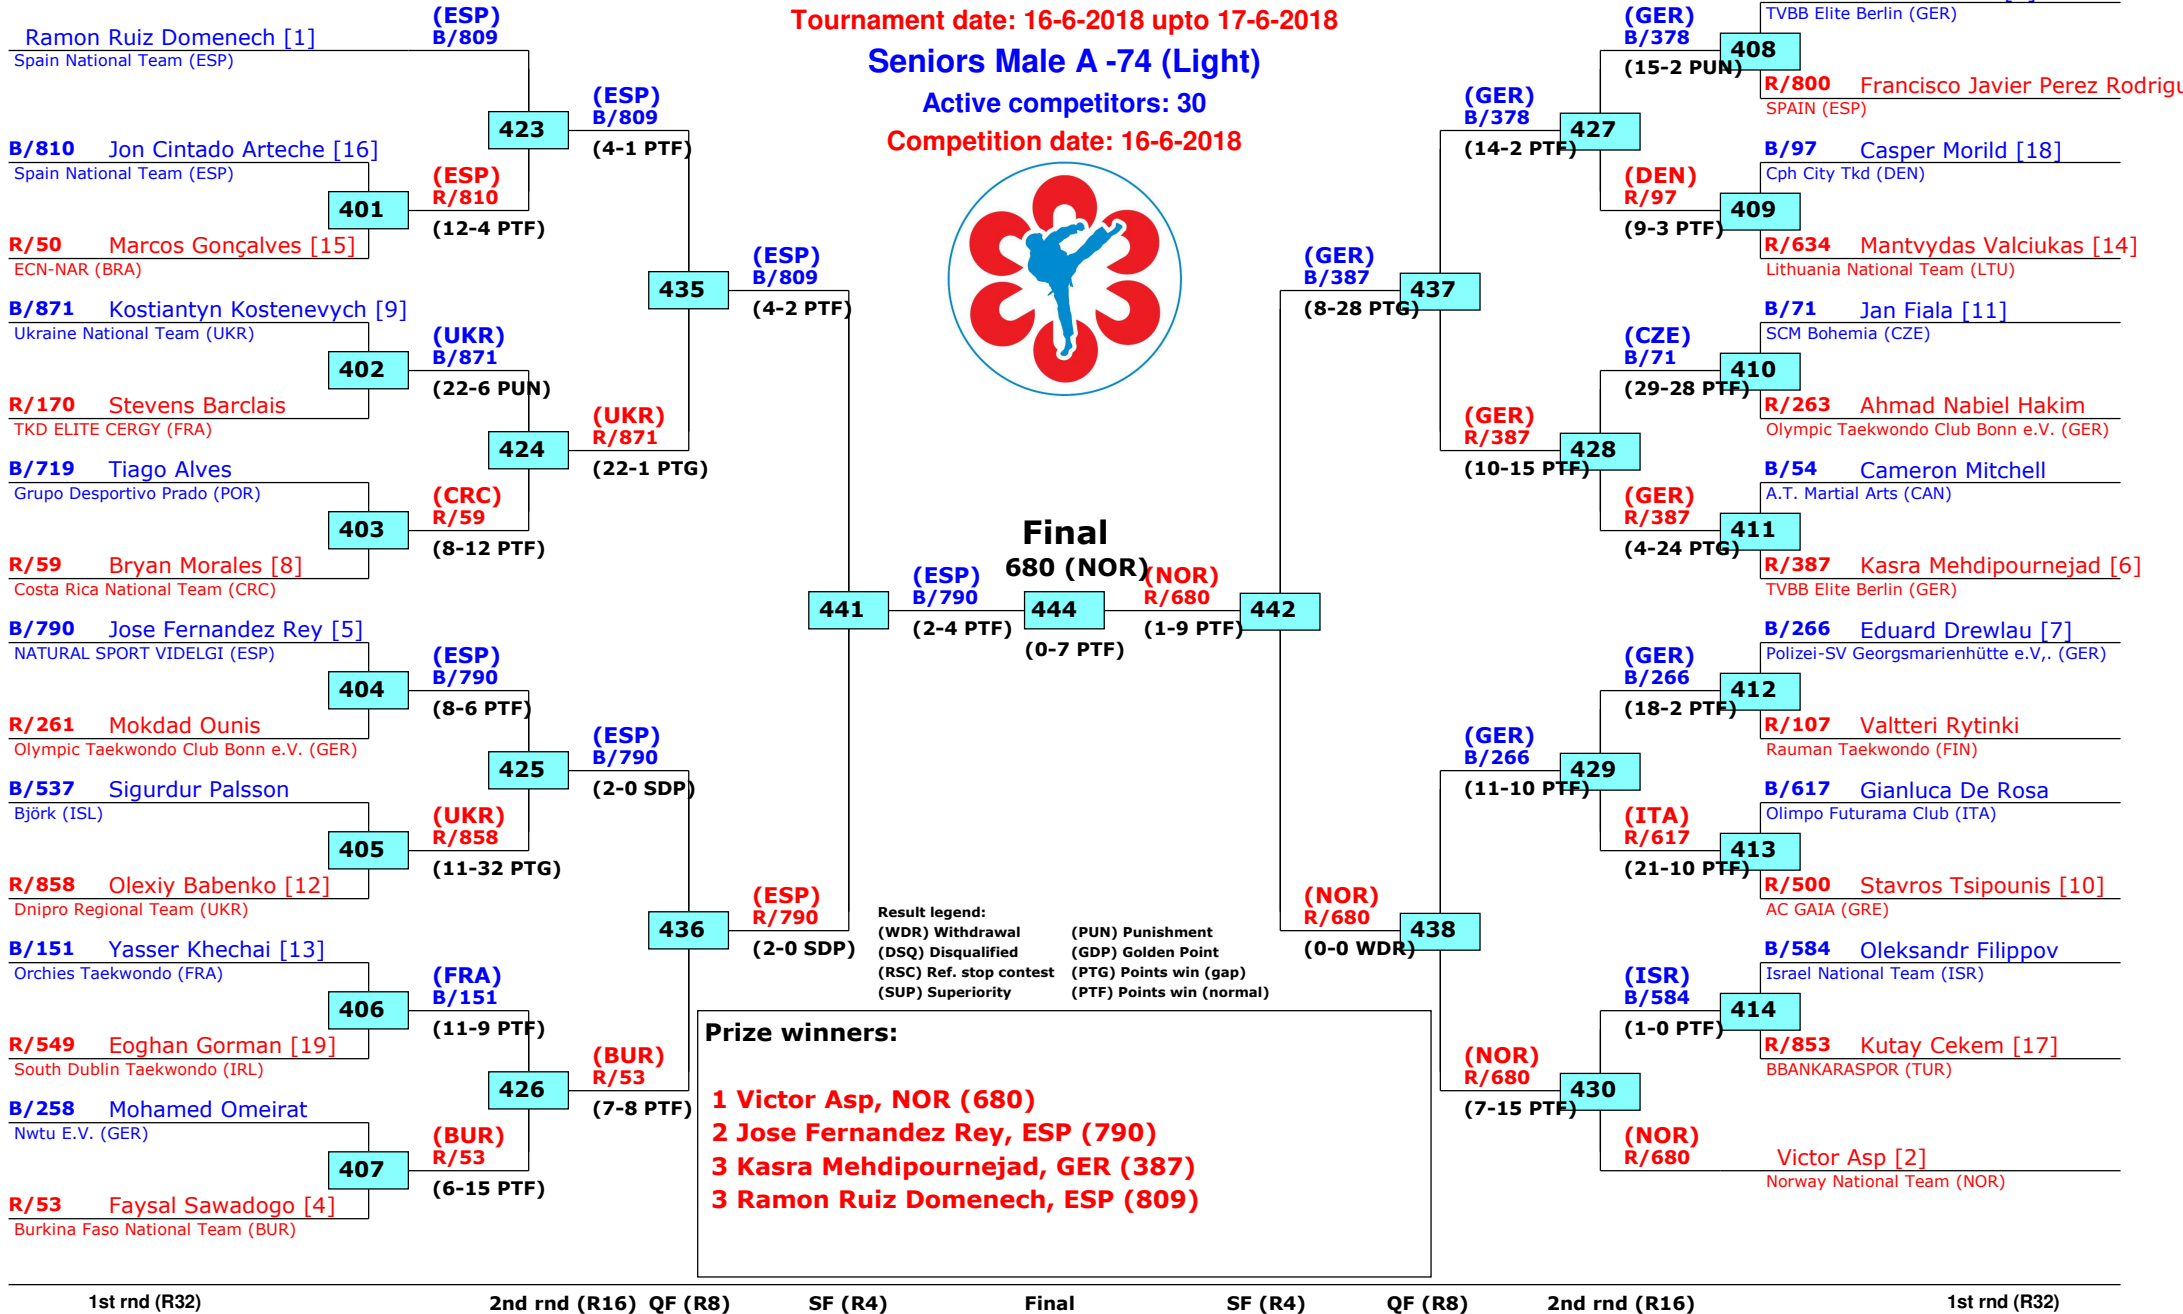 Tournament date: 16-6-2018 upto 17-6-2018
Seniors Male A -74 (Light)
Active competitors: 30
Competition date: 16-6-2018
Ramon Ruiz Domenech [1]
Spain National Team (ESP)
B/810 Jon Cintado Arteche [16]
Spain National Team (ESP)
401
R/50 Marcos Gonçalves [15]
ECN-NAR (BRA)
B/871 Kostiantyn Kostenevych [9]
Ukraine National Team (UKR)
402
R/170 Stevens Barclais
TKD ELITE CERGY (FRA)
B/719 Tiago Alves
Grupo Desportivo Prado (POR)
403
R/59 Bryan Morales [8]
Costa Rica National Team (CRC)
B/790 Jose Fernandez Rey [5]
NATURAL SPORT VIDELGI (ESP)
404
R/261 Mokdad Ounis
Olympic Taekwondo Club Bonn e.V. (GER)
B/537 Sigurdur Palsson
Björk (ISL)
405
R/858 Olexiy Babenko [12]
Dnipro Regional Team (UKR)
B/151 Yasser Khechai [13]
Orchies Taekwondo (FRA)
406
R/549 Eoghan Gorman [19]
South Dublin Taekwondo (IRL)
B/258 Mohamed Omeirat
Nwtu E.V. (GER)
407
R/53 Faysal Sawadogo [4]
Burkina Faso National Team (BUR)
(ESP)
B/809
423
(ESP)
R/810
(12-4 PTF)
(UKR)
B/871
(22-6 PUN)
424
(CRC)
R/59
(8-12 PTF)
(ESP)
B/790
(8-6 PTF)
425
(UKR)
R/858
(11-32 PTG)
(FRA)
B/151
(11-9 PTF)
426
(BUR)
R/53
(6-15 PTF)
(ESP)
B/809
(4-1 PTF)
435
(UKR)
R/871
(22-1 PTG)
(ESP)
B/790
(2-0 SDP)
436
(BUR)
R/53
(7-8 PTF)
(ESP)
B/809
(4-2 PTF)
441
(ESP)
R/790
(2-0 SDP)
(ESP)
B/790
(2-4 PTF)
Final
680 (NOR)
444
(0-7 PTF)
(NOR)
R/680
(1-9 PTF)
442
(GER)
B/387
(8-28 PTG)
437
(NOR)
R/680
(0-0 WDR)
438
(GER)
B/378
(14-2 PTF)
427
(GER)
R/387
(10-15 PTF)
428
(GER)
B/266
(11-10 PTF)
429
(NOR)
R/680
(7-15 PTF)
430
(GER)
B/378
(15-2 PUN)
(DEN)
R/97
(9-3 PTF)
(CZE)
B/71
(29-28 PTF)
(GER)
R/387
(4-24 PTG)
(GER)
B/266
(18-2 PTF)
(ITA)
R/617
(21-10 PTF)
(ISR)
B/584
(1-0 PTF)
(NOR)
R/680
TVBB Elite Berlin (GER)
408
R/800 Francisco Javier Perez Rodrigu
SPAIN (ESP)
B/97 Casper Morild [18]
Cph City Tkd (DEN)
409
R/634 Mantvydas Valciukas [14]
Lithuania National Team (LTU)
B/71 Jan Fiala [11]
SCM Bohemia (CZE)
410
R/263 Ahmad Nabiel Hakim
Olympic Taekwondo Club Bonn e.V. (GER)
B/54 Cameron Mitchell
A.T. Martial Arts (CAN)
411
R/387 Kasra Mehdipournejad [6]
TVBB Elite Berlin (GER)
B/266 Eduard Drewlau [7]
Polizei-SV Georgsmarienhütte e.V,. (GER)
412
R/107 Valtteri Rytinki
Rauman Taekwondo (FIN)
B/617 Gianluca De Rosa
Olimpo Futurama Club (ITA)
413
R/500 Stavros Tsipounis [10]
AC GAIA (GRE)
B/584 Oleksandr Filippov
Israel National Team (ISR)
414
R/853 Kutay Cekem [17]
BBANKARASPOR (TUR)
Victor Asp [2]
Norway National Team (NOR)
Result legend:
(WDR) Withdrawal (PUN) Punishment
(DSQ) Disqualified (GDP) Golden Point
(RSC) Ref. stop contest (PTG) Points win (gap)
(SUP) Superiority (PTF) Points win (normal)
Prize winners:
1 Victor Asp, NOR (680)
2 Jose Fernandez Rey, ESP (790)
3 Kasra Mehdipournejad, GER (387)
3 Ramon Ruiz Domenech, ESP (809)
1st rnd (R32) 2nd rnd (R16) QF (R8) SF (R4) Final SF (R4) QF (R8) 2nd rnd (R16) 1st rnd (R32)